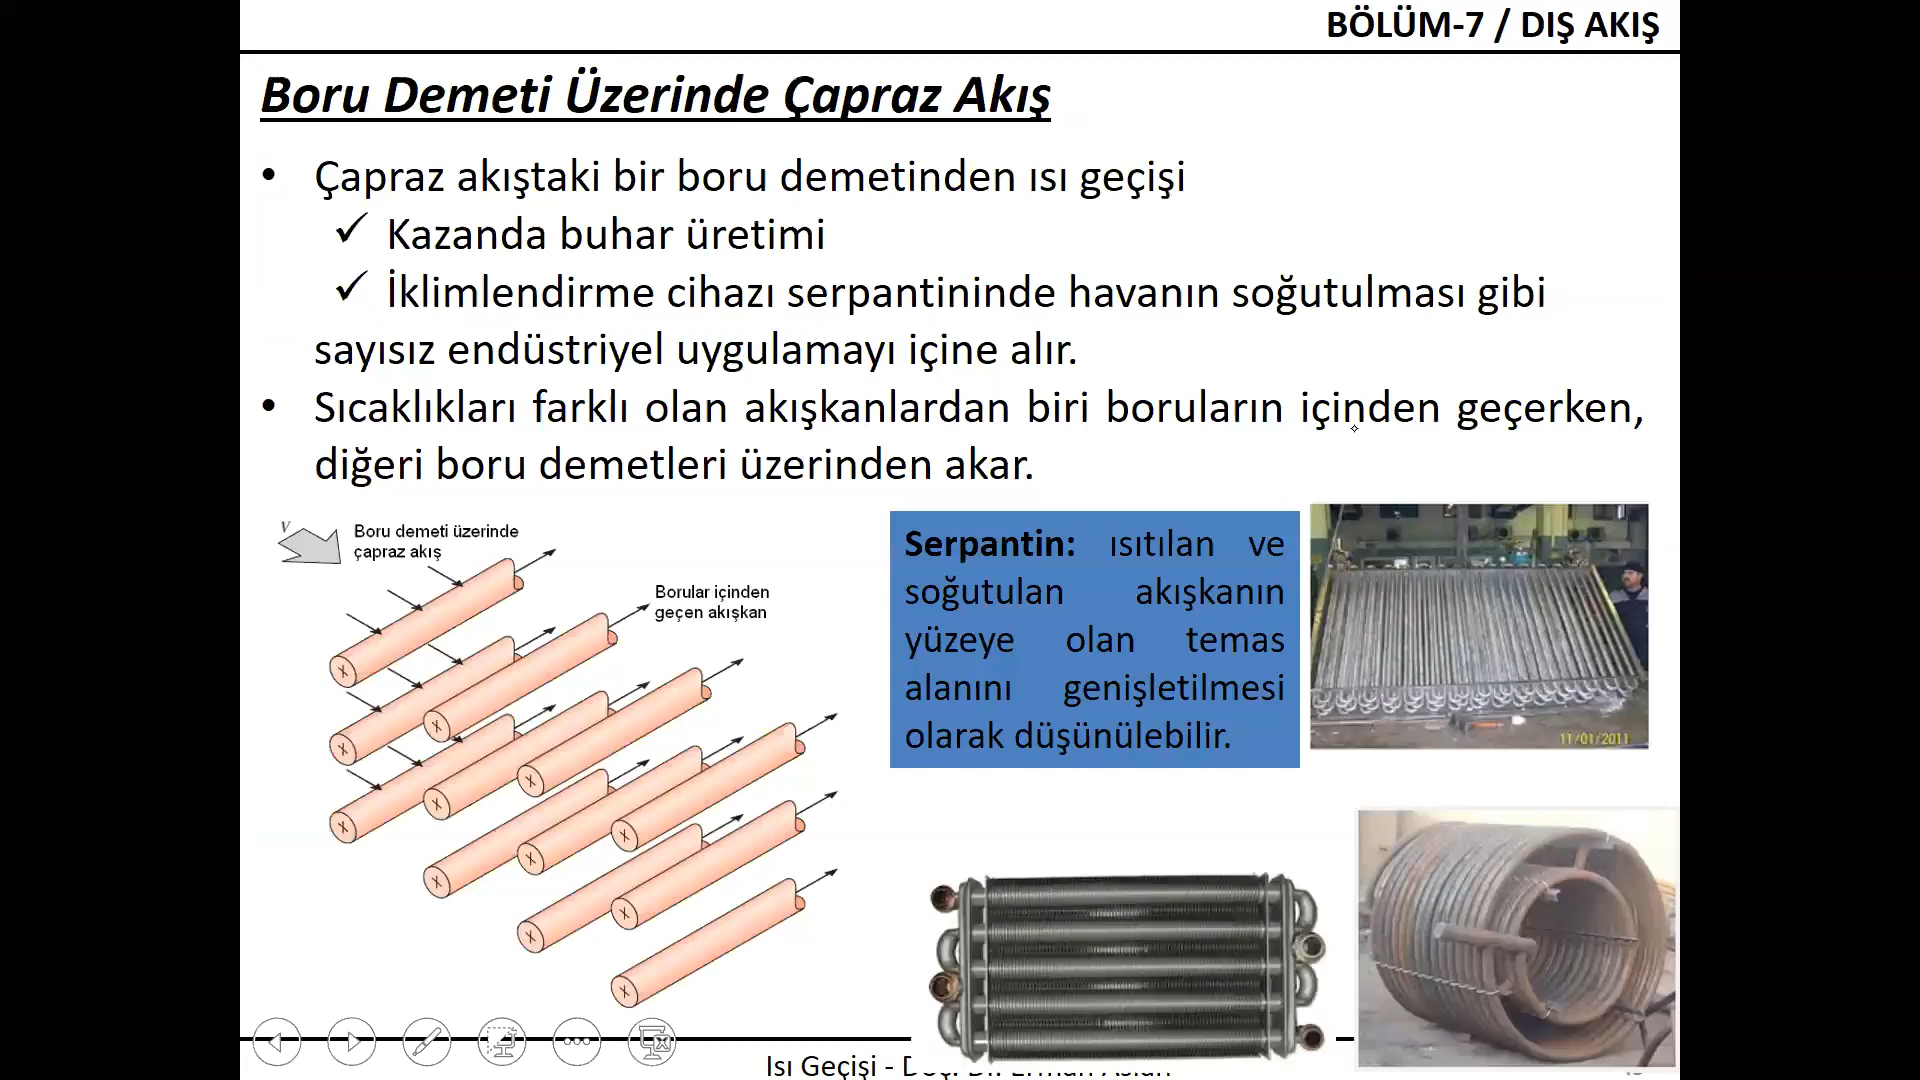 BÖLÜM-7 / DIŞ AKIŞ
Boru Demeti Üzerinde Çapraz Akış
• Çapraz akıştaki bir boru demetinden ısı geçişi
✓ Kazanda buhar üretimi
✓ İklimlendirme cihazı serpantininde havanın soğutulması gibi
sayısız endüstriyel uygulamayı içine alır.
• Sıcaklıkları farklı olan akışkanlardan biri boruların içinden geçerken,
diğeri boru demetleri üzerinden akar.
V
Boru demeti üzerinde
çapraz akış
Borular içinden
geçen akışkan
Serpantin: ısıtılan ve
soğutulan akışkanın
yüzeye olan temas
alanını genişletilmesi
olarak düşünülebilir.
11/01/2011
Isı Geçişi -